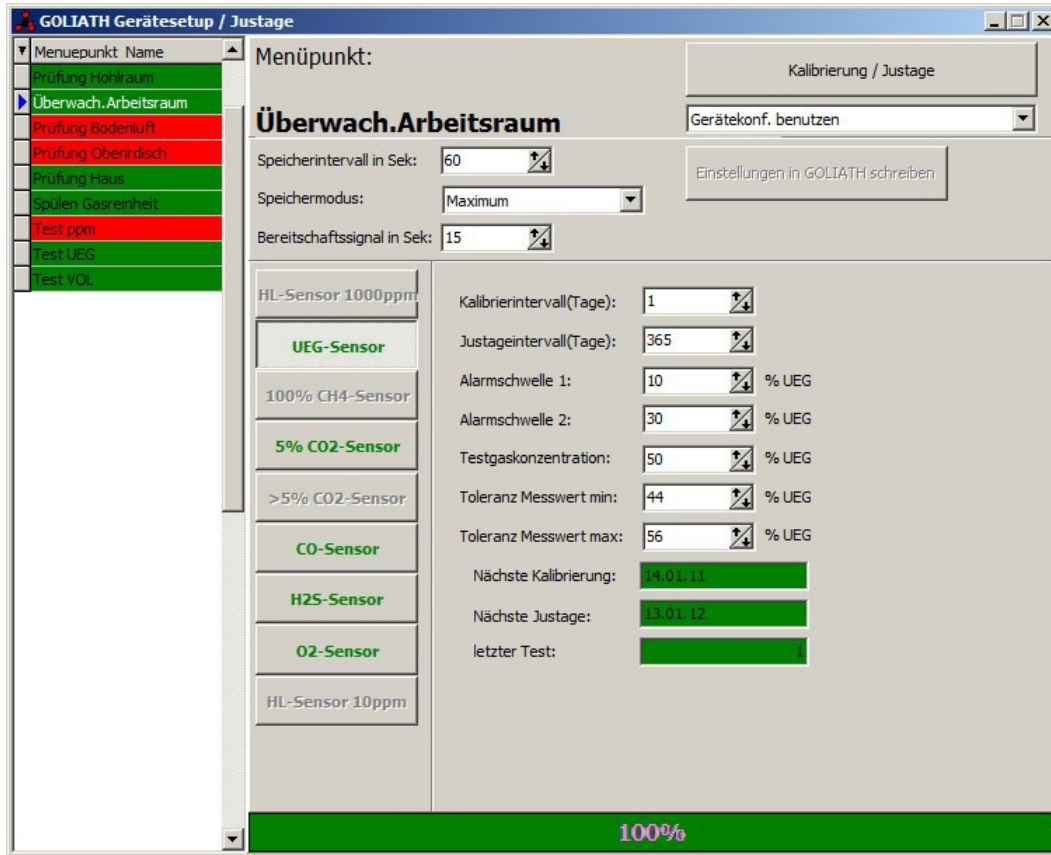 GOLIATH Gerätesetup / Justage
Menuepunkt Name
Prüfung Hohlraum
Überwach.Arbeitsraum
Prüfung Bodenluft
Prüfung Oberirdisch
Prüfung Haus
Spülen Gasreinheit
Test ppm
Test UEG
Test VOL
Menüpunkt:
Überwach.Arbeitsraum
Kalibrierung / Justage
Gerätekonf. benutzen
Speicherintervall in Sek: 60
Speichermodus: Maximum
Bereitschaftssignal in Sek: 15
Einstellungen in GOLIATH schreiben
HL-Sensor 1000ppm
UEG-Sensor
100% CH4-Sensor
5% CO2-Sensor
>5% CO2-Sensor
CO-Sensor
H2S-Sensor
O2-Sensor
HL-Sensor 10ppm
Kalibrierintervall(Tage): 1
Justageintervall(Tage): 365
Alarmschwelle 1: 10 % UEG
Alarmschwelle 2: 30 % UEG
Testgaskonzentration: 50 % UEG
Toleranz Messwert min: 44 % UEG
Toleranz Messwert max: 56 % UEG
Nächste Kalibrierung: 14.01.11
Nächste Justage: 13.01.12
letzter Test: 1
100%